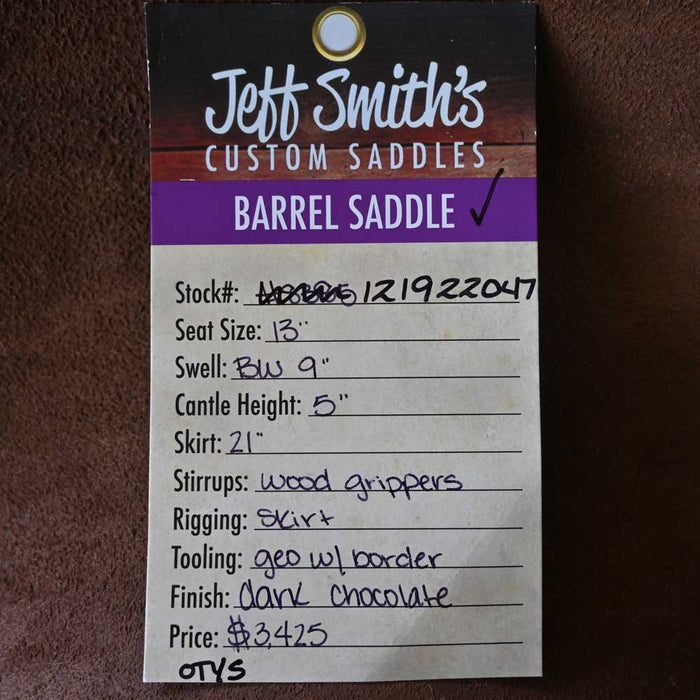 Jeff Smith's
CUSTOM SADDLES
BARREL SADDLE ✓
Stock#: 121922047
Seat Size: 13"
Swell: BW 9"
Cantle Height: 5"
Skirt: 21"
Stirrups: wood grippers
Rigging: Skirt
Tooling: geo w/ border
Finish: dark chocolate
Price: $3,425
OTYS